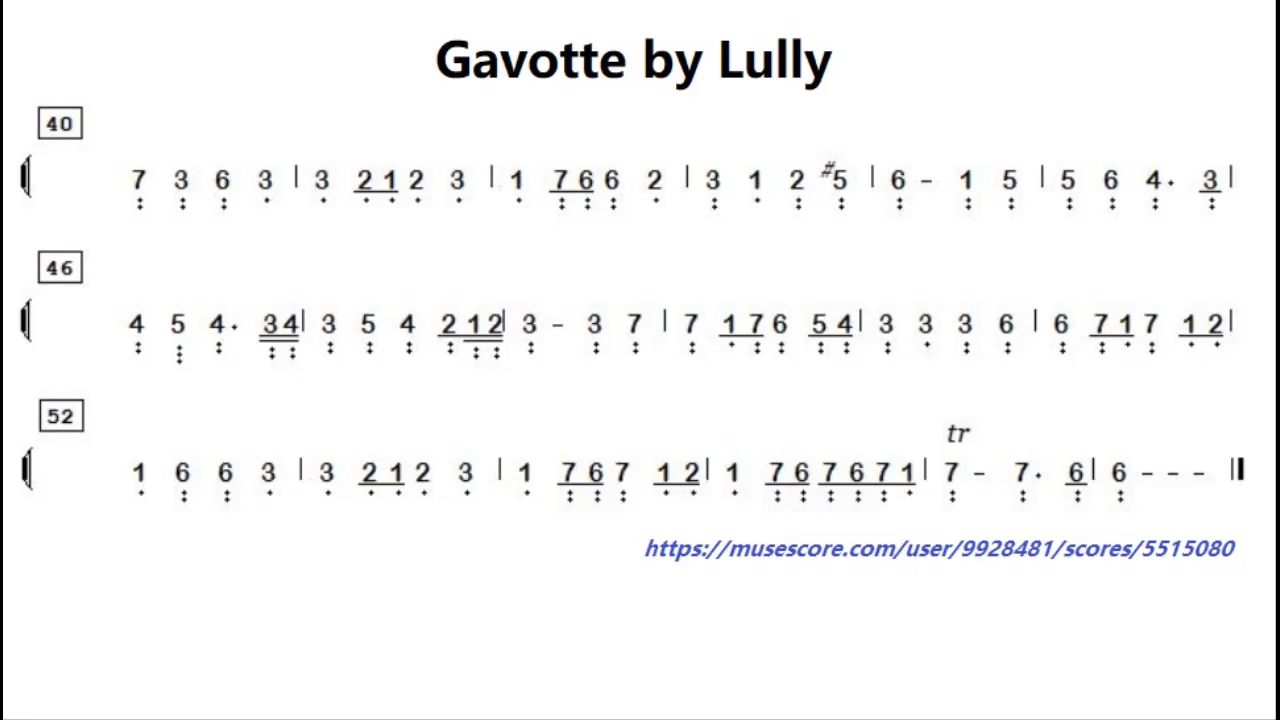 Gavotte by Lully
40
7 3 6 3 | 3 2 1 2 3 | 1 7 6 6 2 | 3 1 2 #5 | 6 - 1 5 | 5 6 4. 3 |
46
4 5 4. 3 4 | 3 5 4 2 1 2 | 3 - 3 7 | 7 1 7 6 5 4 | 3 3 3 6 | 6 7 1 7 1 2 |
52
tr
1 6 6 3 | 3 2 1 2 3 | 1 7 6 7 1 2 | 1 7 6 7 6 7 1 | 7 - 7. 6 | 6 - - - ||
https://musescore.com/user/9928481/scores/5515080